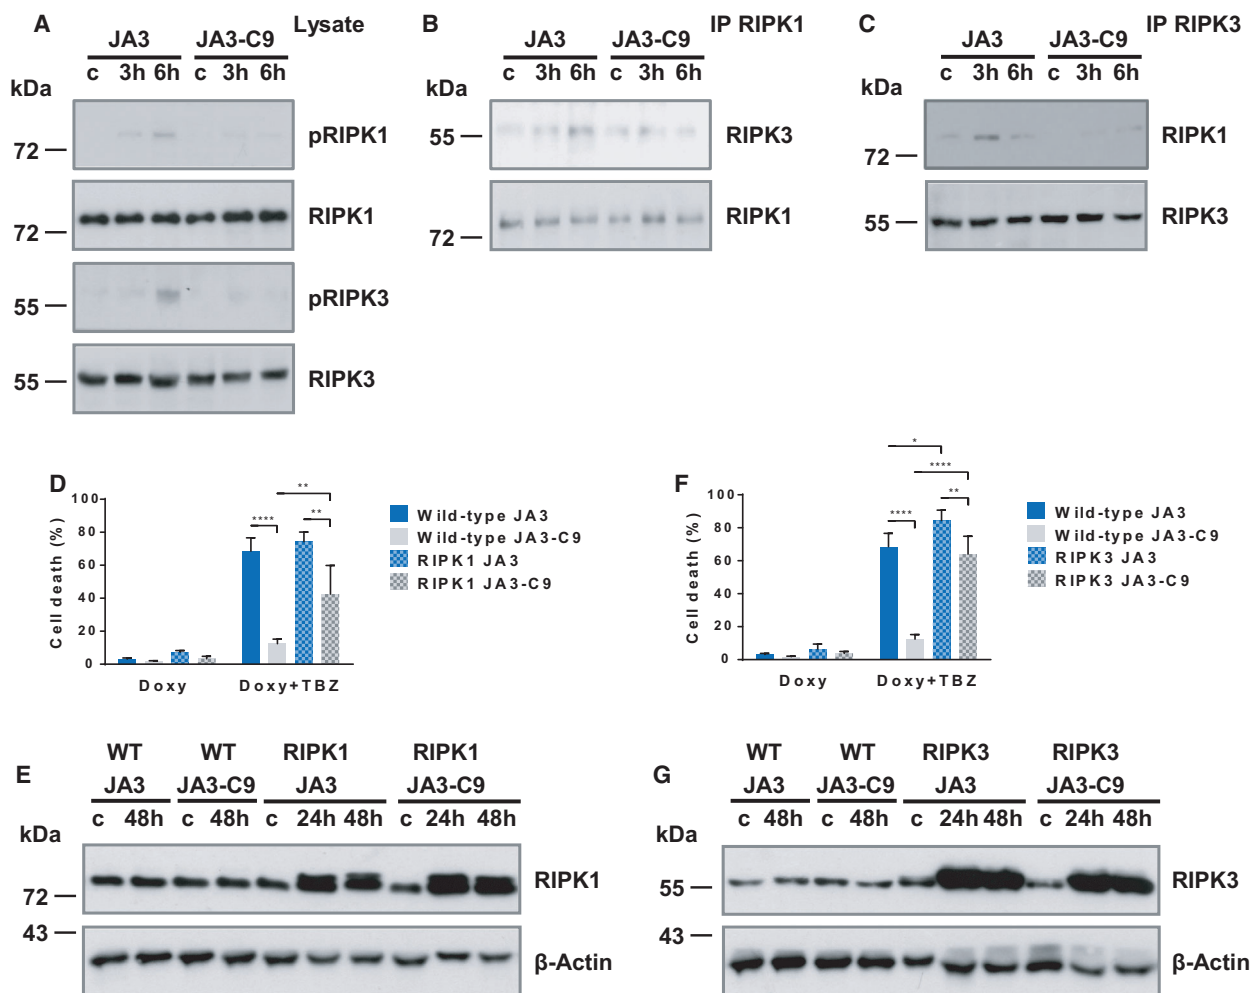 A
Lysate
JA3
JA3-C9
c 3h 6h c 3h 6h
kDa
pRIPK1
72
RIPK1
72
pRIPK3
55
RIPK3
55
B
IP RIPK1
JA3
JA3-C9
c 3h 6h c 3h 6h
kDa
RIPK3
55
RIPK1
72
C
IP RIPK3
JA3
JA3-C9
c 3h 6h c 3h 6h
kDa
RIPK1
72
RIPK3
55
D
Cell death (%)
100
80
60
40
20
0
**
****
**
Doxy
Doxy+TBZ
Wild-type JA3
Wild-type JA3-C9
RIPK1 JA3
RIPK1 JA3-C9
F
Cell death (%)
100
80
60
40
20
0
*
****
****
**
Doxy
Doxy+TBZ
Wild-type JA3
Wild-type JA3-C9
RIPK3 JA3
RIPK3 JA3-C9
E
WT WT RIPK1 RIPK1
JA3 JA3-C9 JA3 JA3-C9
c 48h c 48h c 24h 48h c 24h 48h
kDa
RIPK1
72
43
β-Actin
G
WT WT RIPK3 RIPK3
JA3 JA3-C9 JA3 JA3-C9
c 48h c 48h c 24h 48h c 24h 48h
kDa
RIPK3
55
43
β-Actin